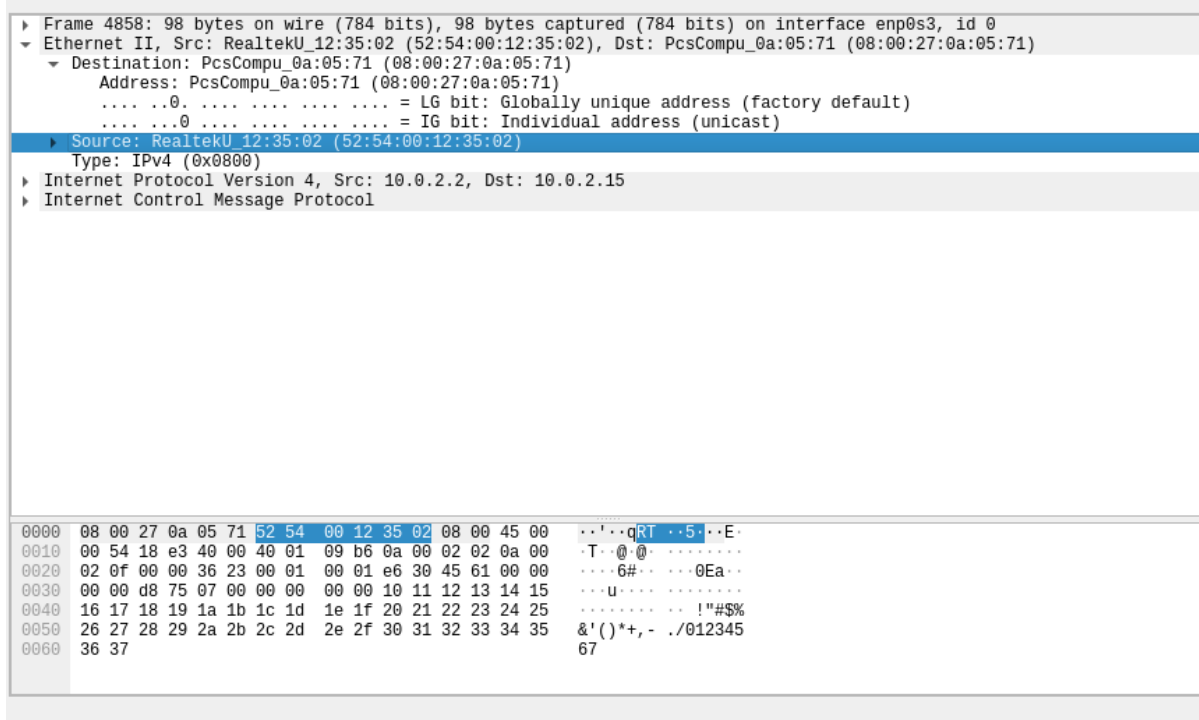 Frame 4858: 98 bytes on wire (784 bits), 98 bytes captured (784 bits) on interface enp0s3, id 0
Ethernet II, Src: RealtekU_12:35:02 (52:54:00:12:35:02), Dst: PcsCompu_0a:05:71 (08:00:27:0a:05:71)
Destination: PcsCompu_0a:05:71 (08:00:27:0a:05:71)
Address: PcsCompu_0a:05:71 (08:00:27:0a:05:71)
.... ..0. .... .... .... .... = LG bit: Globally unique address (factory default)
.... ...0 .... .... .... .... = IG bit: Individual address (unicast)
Source: RealtekU_12:35:02 (52:54:00:12:35:02)
Type: IPv4 (0x0800)
Internet Protocol Version 4, Src: 10.0.2.2, Dst: 10.0.2.15
Internet Control Message Protocol
0000 08 00 27 0a 05 71 52 54 00 12 35 02 08 00 45 00 ··'··qRT ··5···E·
0010 00 54 18 e3 40 00 40 01 09 b6 0a 00 02 02 0a 00 ·T··@·@· ········
0020 02 0f 00 00 36 23 00 01 00 01 e6 30 45 61 00 00 ····6#·· ···0Ea··
0030 00 00 d8 75 07 00 00 00 00 00 10 11 12 13 14 15 ···u···· ········
0040 16 17 18 19 1a 1b 1c 1d 1e 1f 20 21 22 23 24 25 ········ ·· !"#$%
0050 26 27 28 29 2a 2b 2c 2d 2e 2f 30 31 32 33 34 35 &'()*+,- ./012345
0060 36 37 67